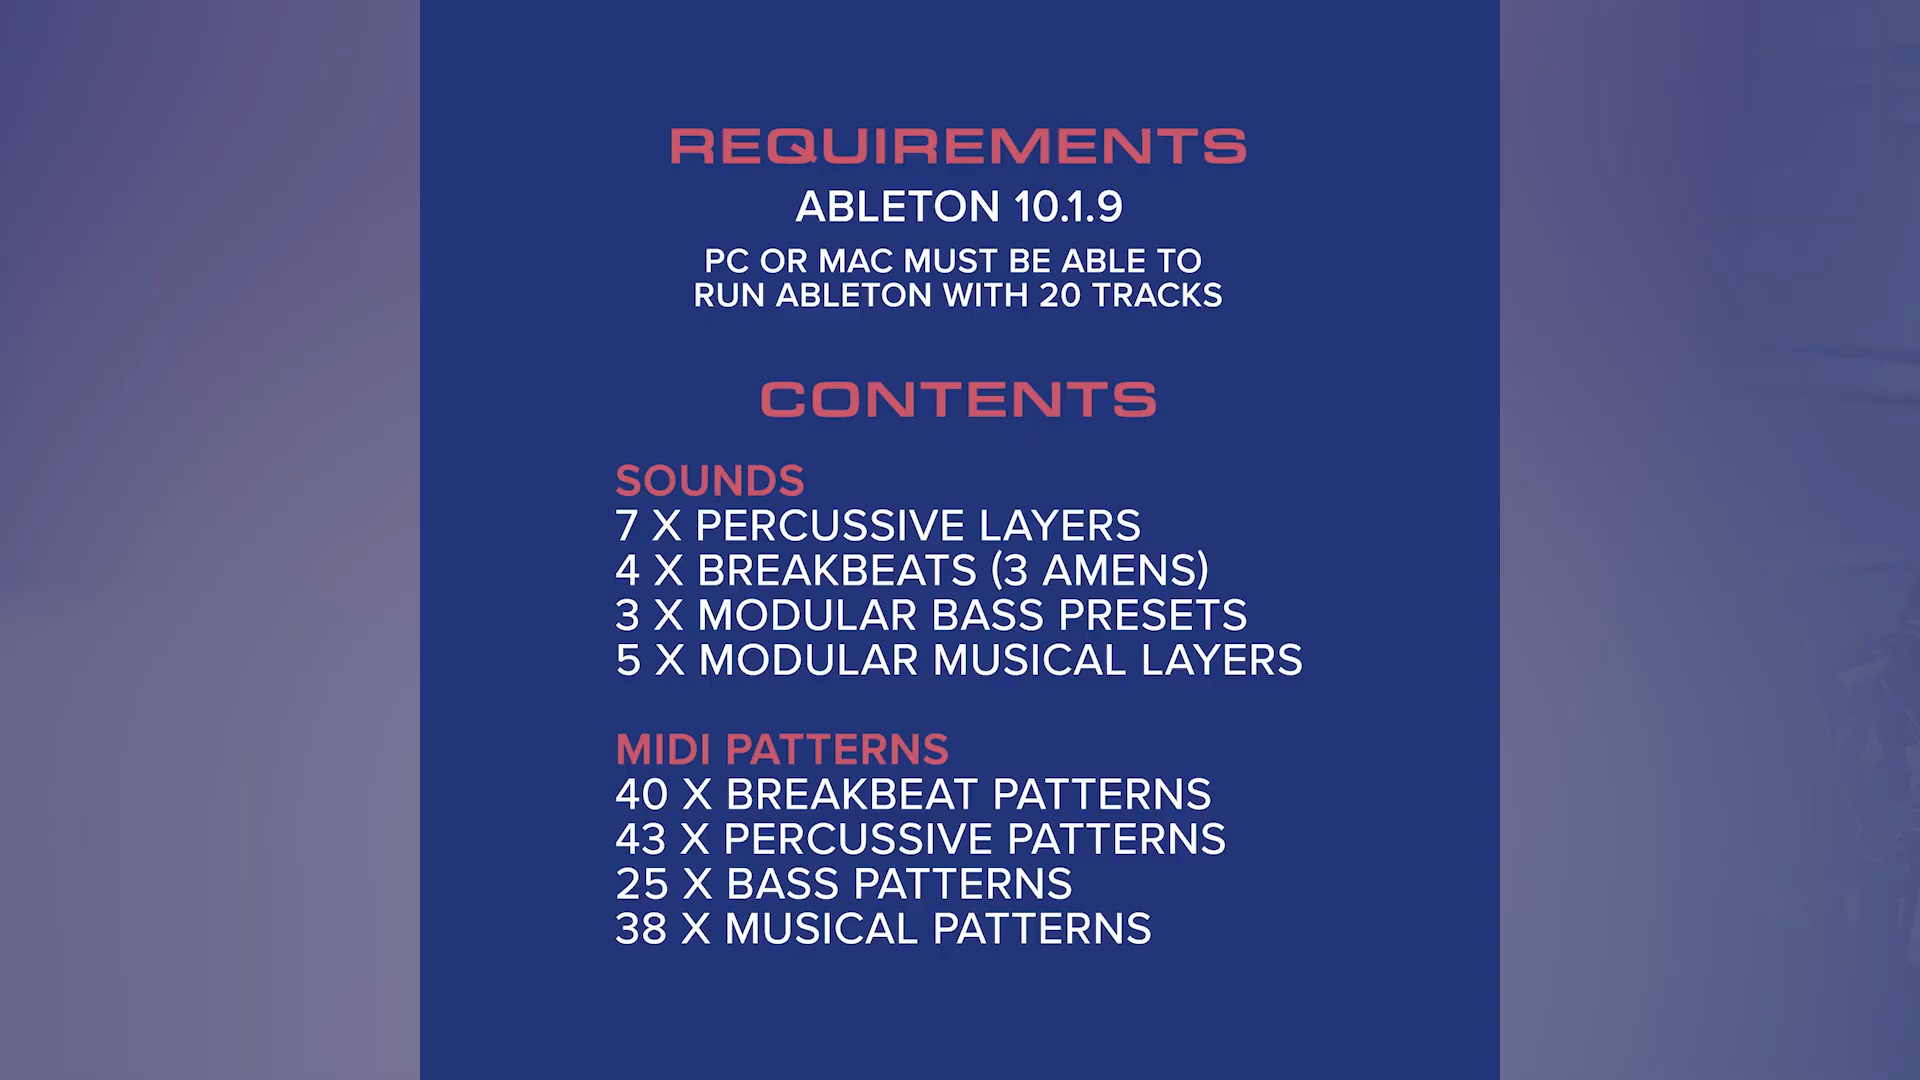 REQUIREMENTS
ABLETON 10.1.9
PC OR MAC MUST BE ABLE TO
RUN ABLETON WITH 20 TRACKS
CONTENTS
SOUNDS
7 X PERCUSSIVE LAYERS
4 X BREAKBEATS (3 AMENS)
3 X MODULAR BASS PRESETS
5 X MODULAR MUSICAL LAYERS
MIDI PATTERNS
40 X BREAKBEAT PATTERNS
43 X PERCUSSIVE PATTERNS
25 X BASS PATTERNS
38 X MUSICAL PATTERNS